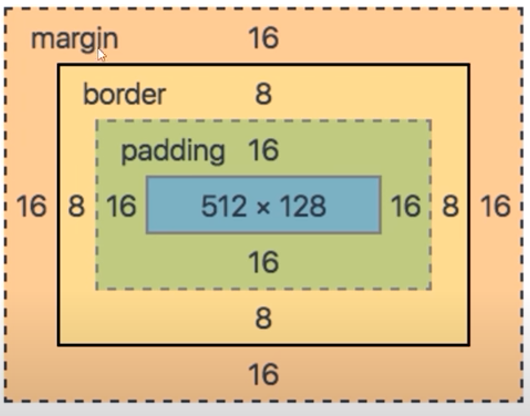 margin 16
border 8
padding 16
16 8 16 512 × 128 16 8 16
16
8
16